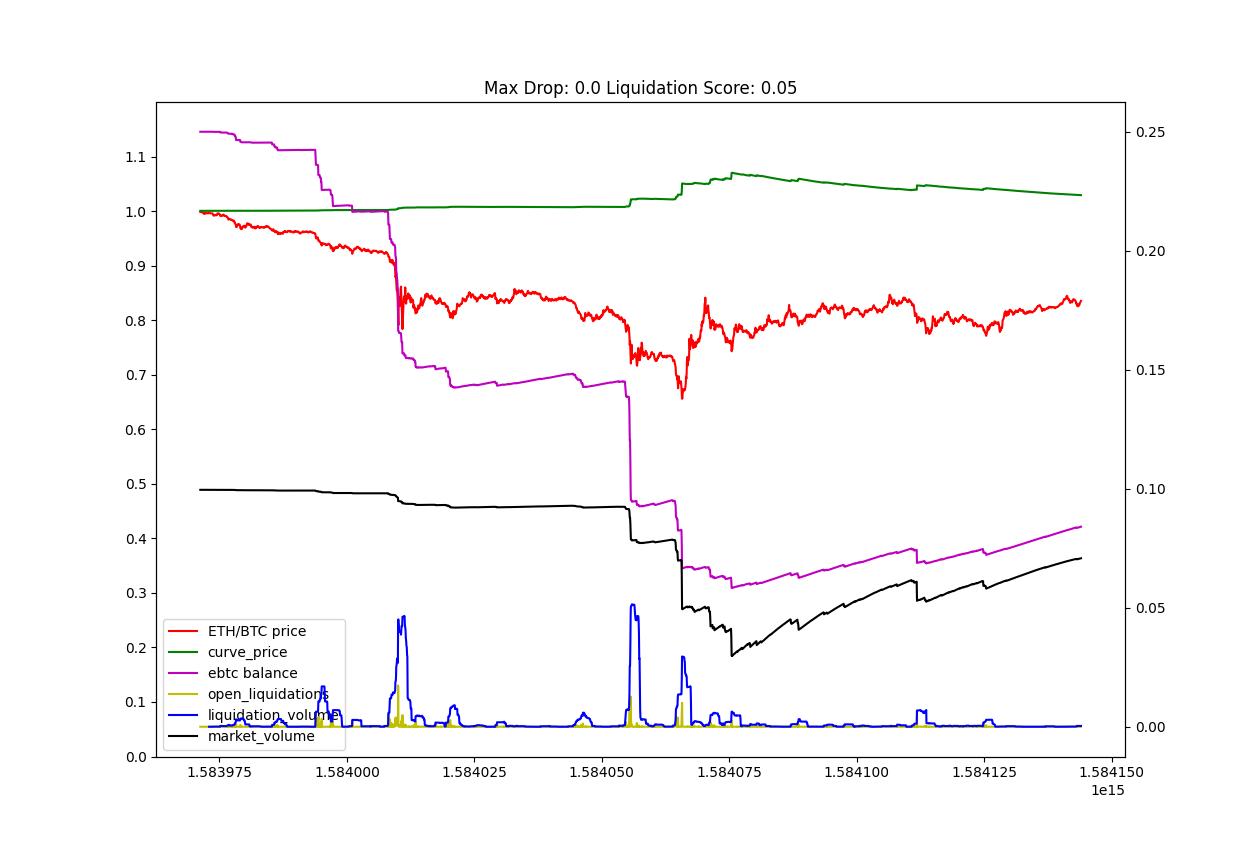 Max Drop: 0.0 Liquidation Score: 0.05
1.1
1.0
0.9
0.8
0.7
0.6
0.5
0.4
0.3
0.2
0.1
0.0
0.25
0.20
0.15
0.10
0.05
0.00
ETH/BTC price
curve_price
ebtc balance
open_liquidations
liquidation_volume
market_volume
1.583975 1.584000 1.584025 1.584050 1.584075 1.584100 1.584125 1.584150
1e15